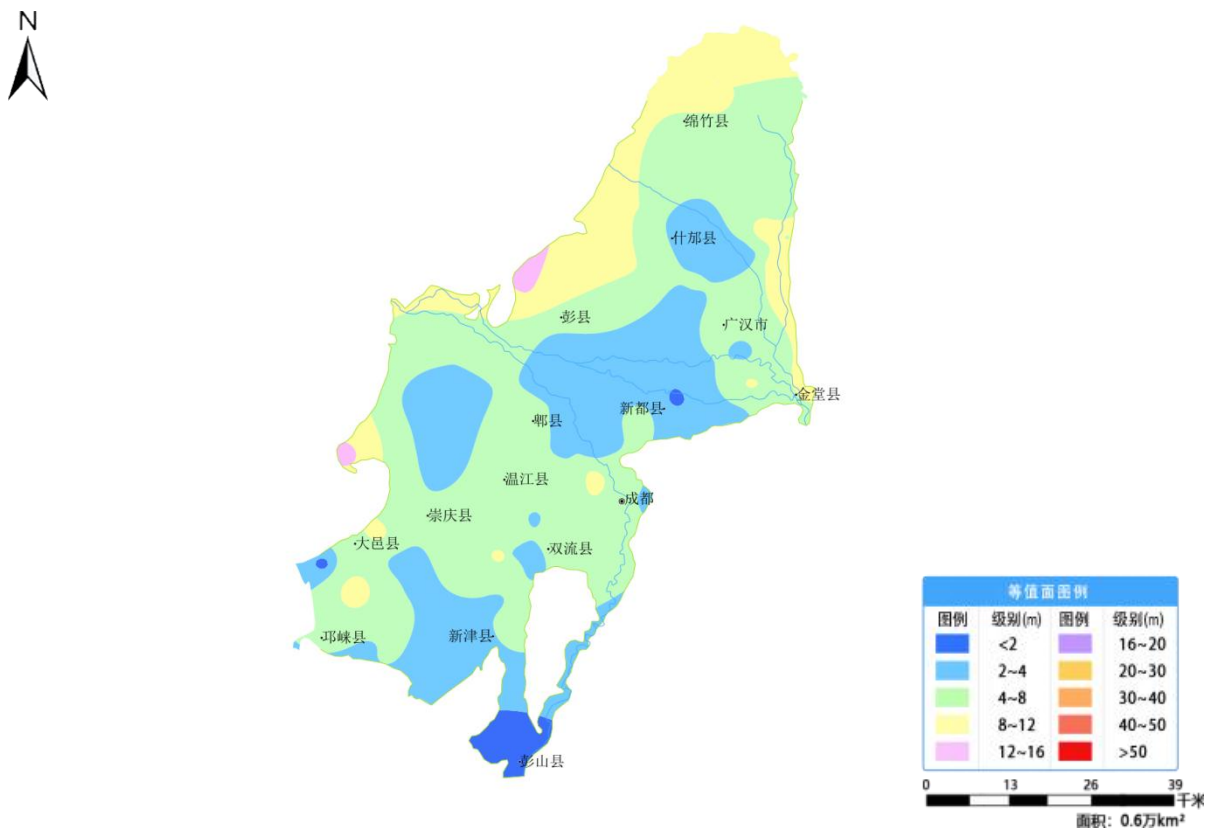 N
绵竹县
什邡县
彭县
广汉市
金堂县
新都县
郫县
温江县
成都
崇庆县
大邑县
双流县
邛崃县
新津县
彭山县
等值面图例
图例 级别(m) 图例 级别(m)
<2 16~20
2~4 20~30
4~8 30~40
8~12 40~50
12~16 >50
0 13 26 39
千米
面积: 0.6万km²